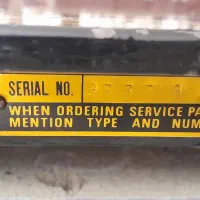 SERIAL NO.
WHEN ORDERING SERVICE PA
MENTION TYPE AND NUM